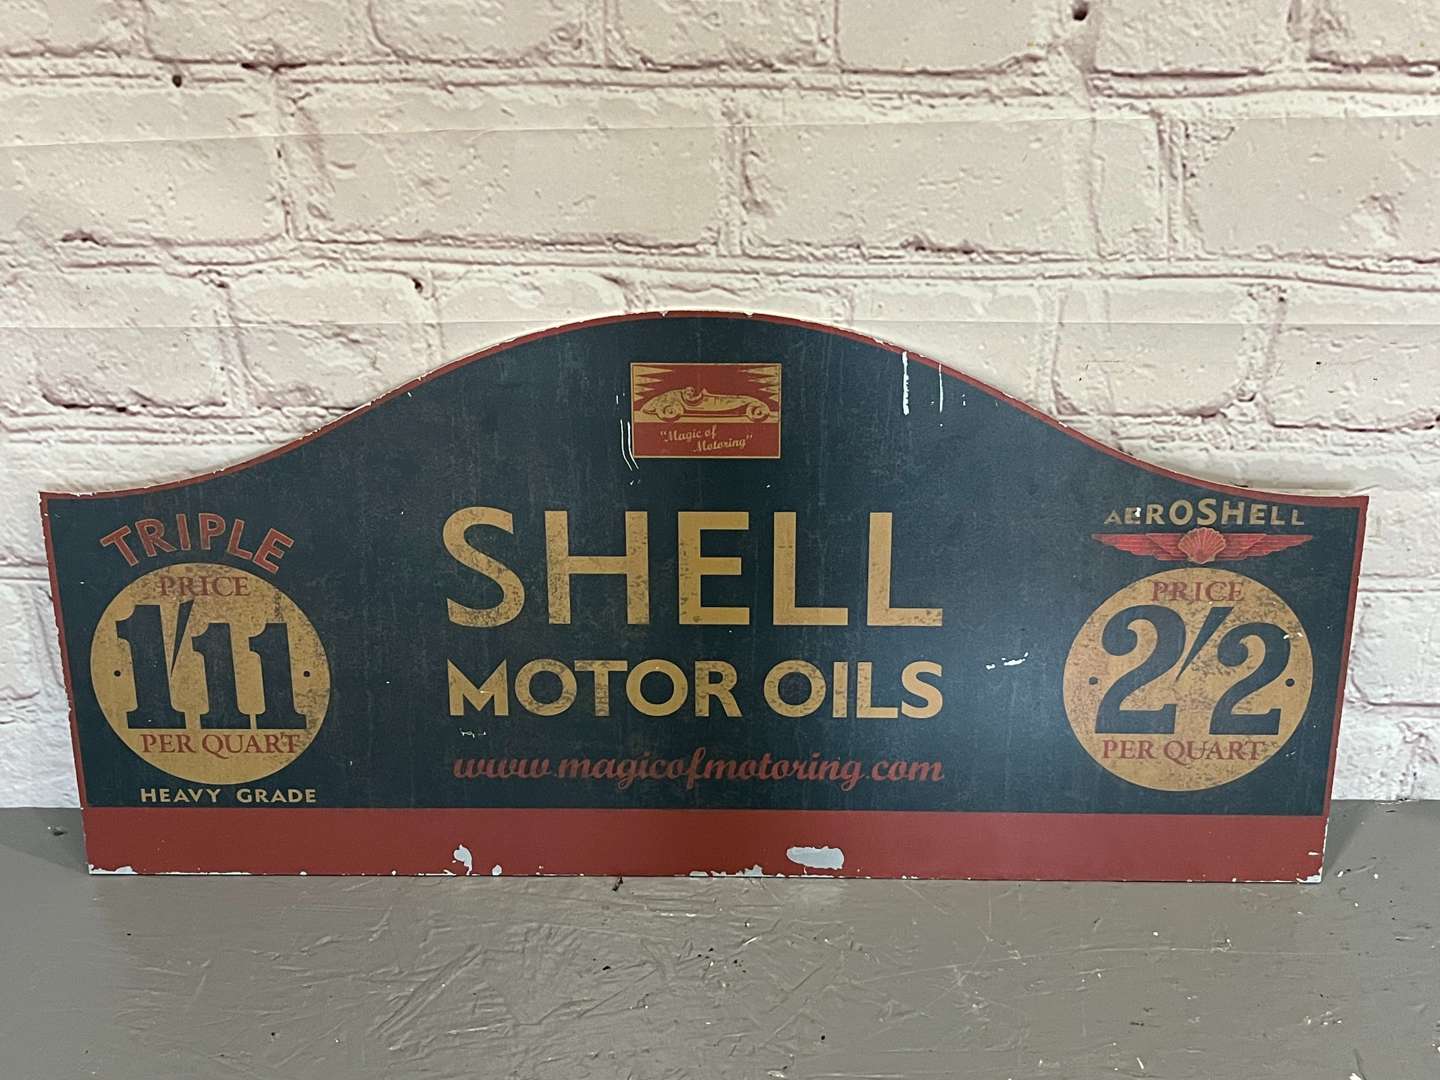 "Magic of
Motoring"
TRIPLE
PRICE
1'11
PER QUART
HEAVY GRADE
SHELL
MOTOR OILS
www.magicofmotoring.com
AEROSHELL
PRICE
2'2
PER QUART